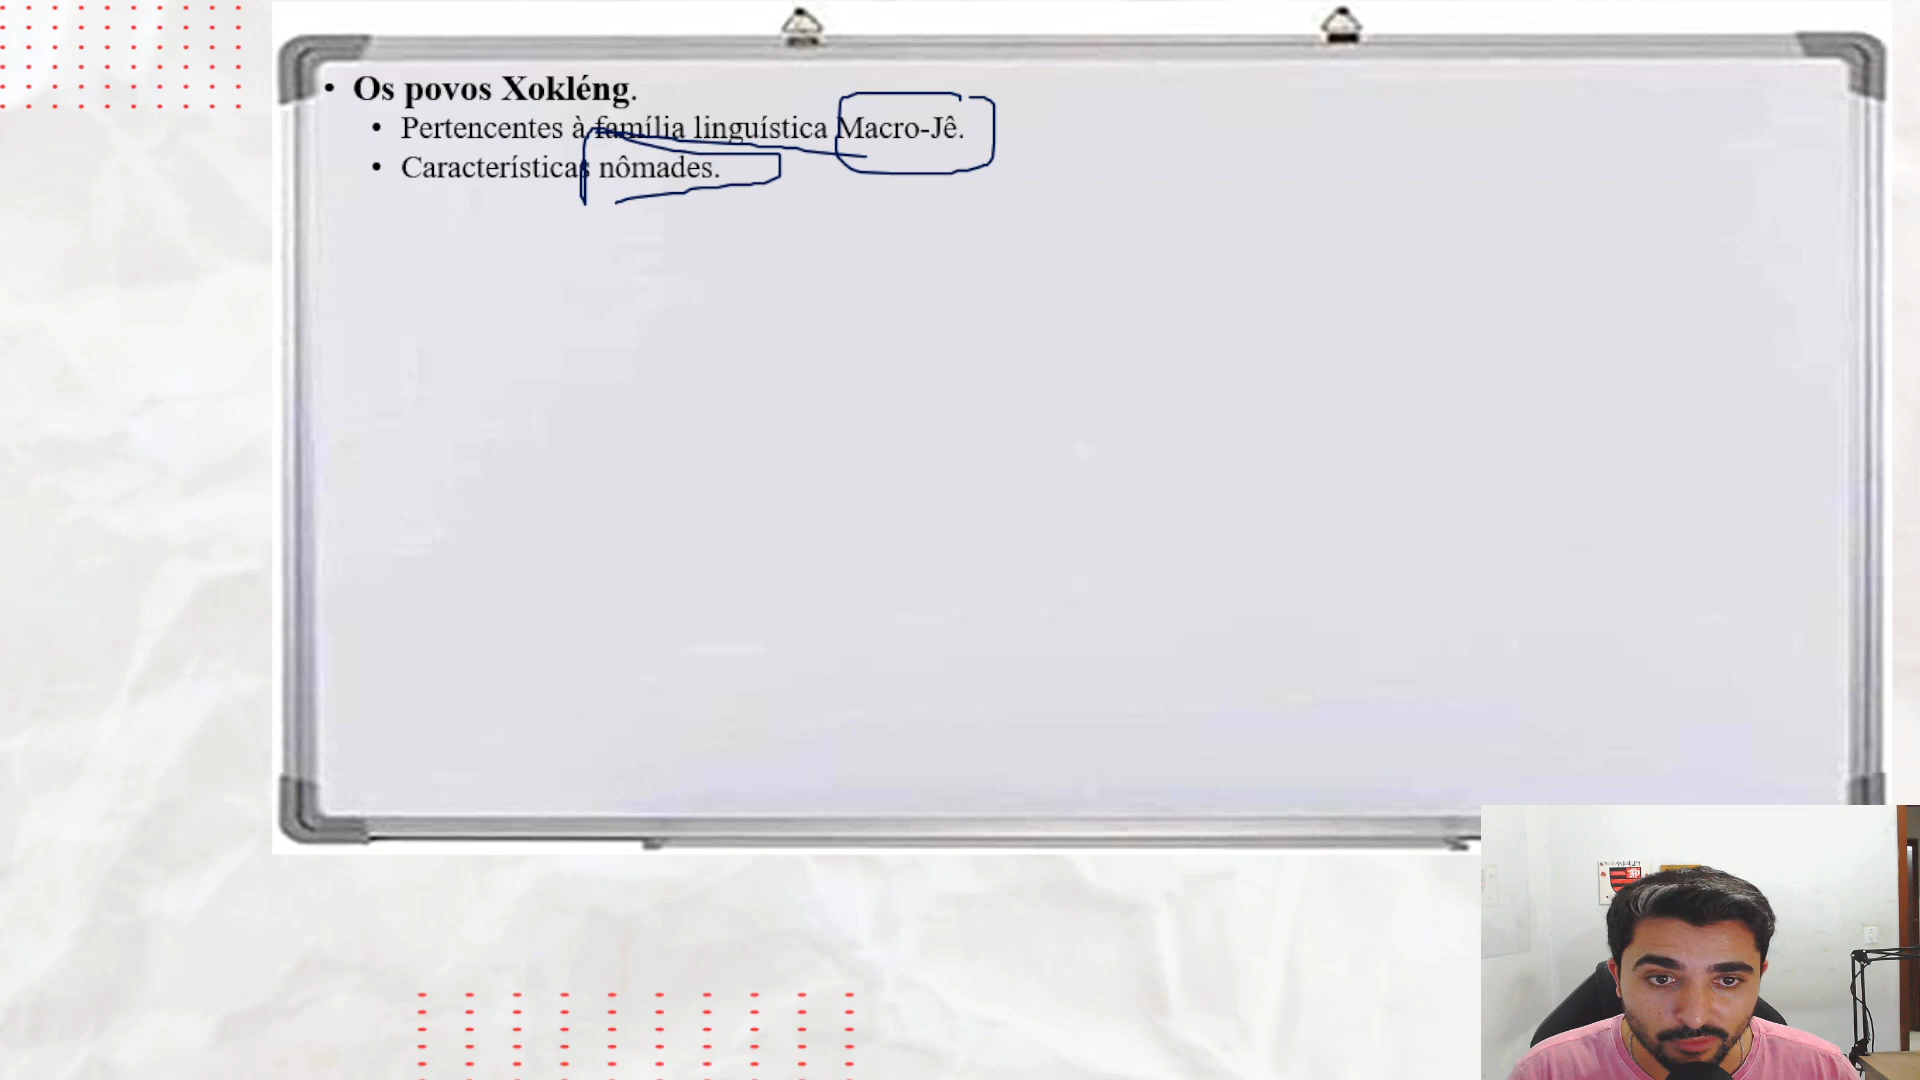 • Os povos Xokléng.
• Pertencentes à família linguística Macro-Jê.
• Características nômades.